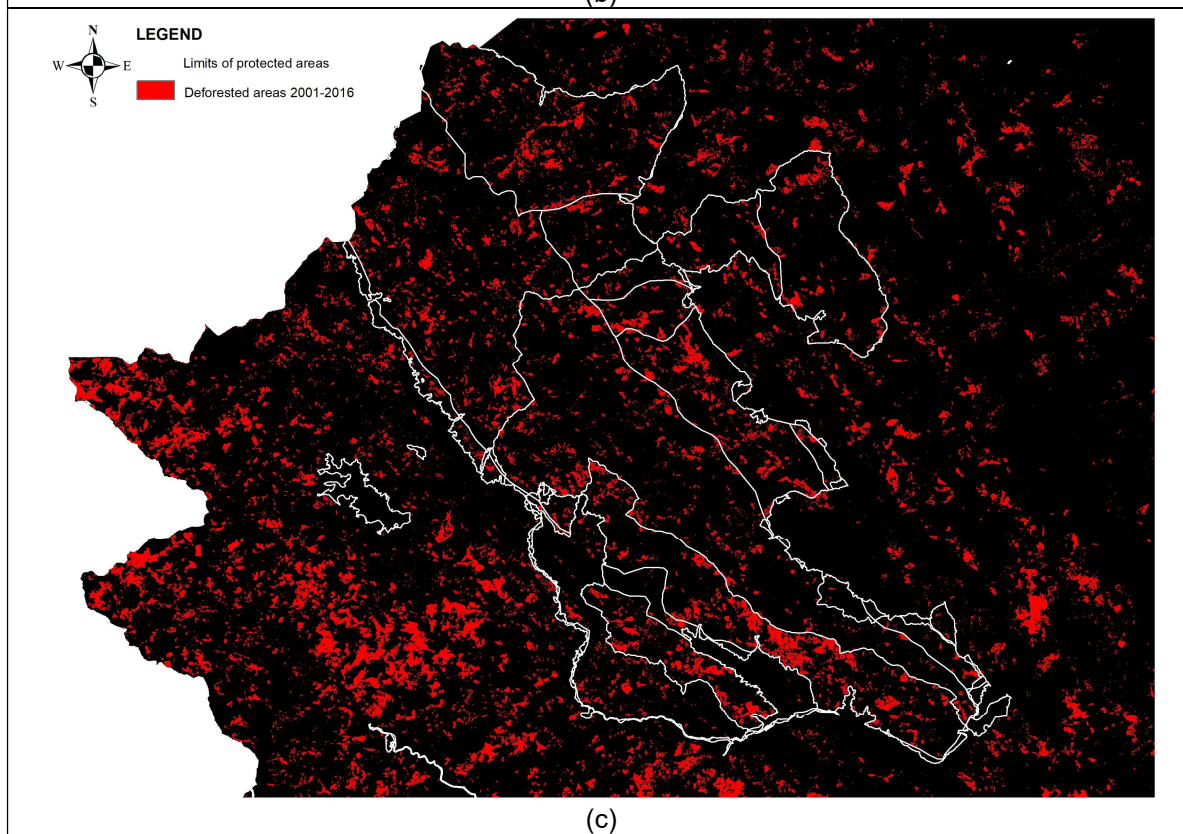 (b)
N
LEGEND
W E
Limits of protected areas
S
Deforested areas 2001-2016
(c)